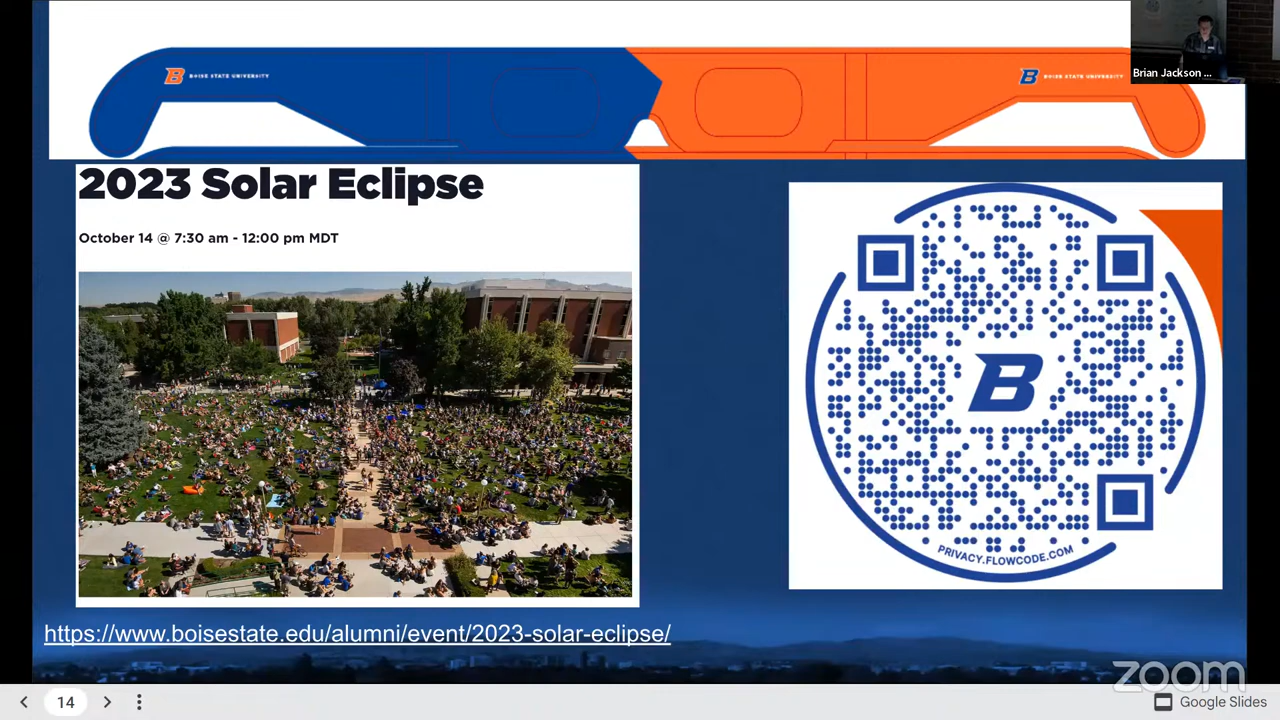 BOISE STATE UNIVERSITY
BOISE STATE UNIVERSITY
Brian Jackson ...
2023 Solar Eclipse
October 14 @ 7:30 am - 12:00 pm MDT
B
PRIVACY.FLOWCODE.COM
https://www.boisestate.edu/alumni/event/2023-solar-eclipse/
zoom
14
Google Slides